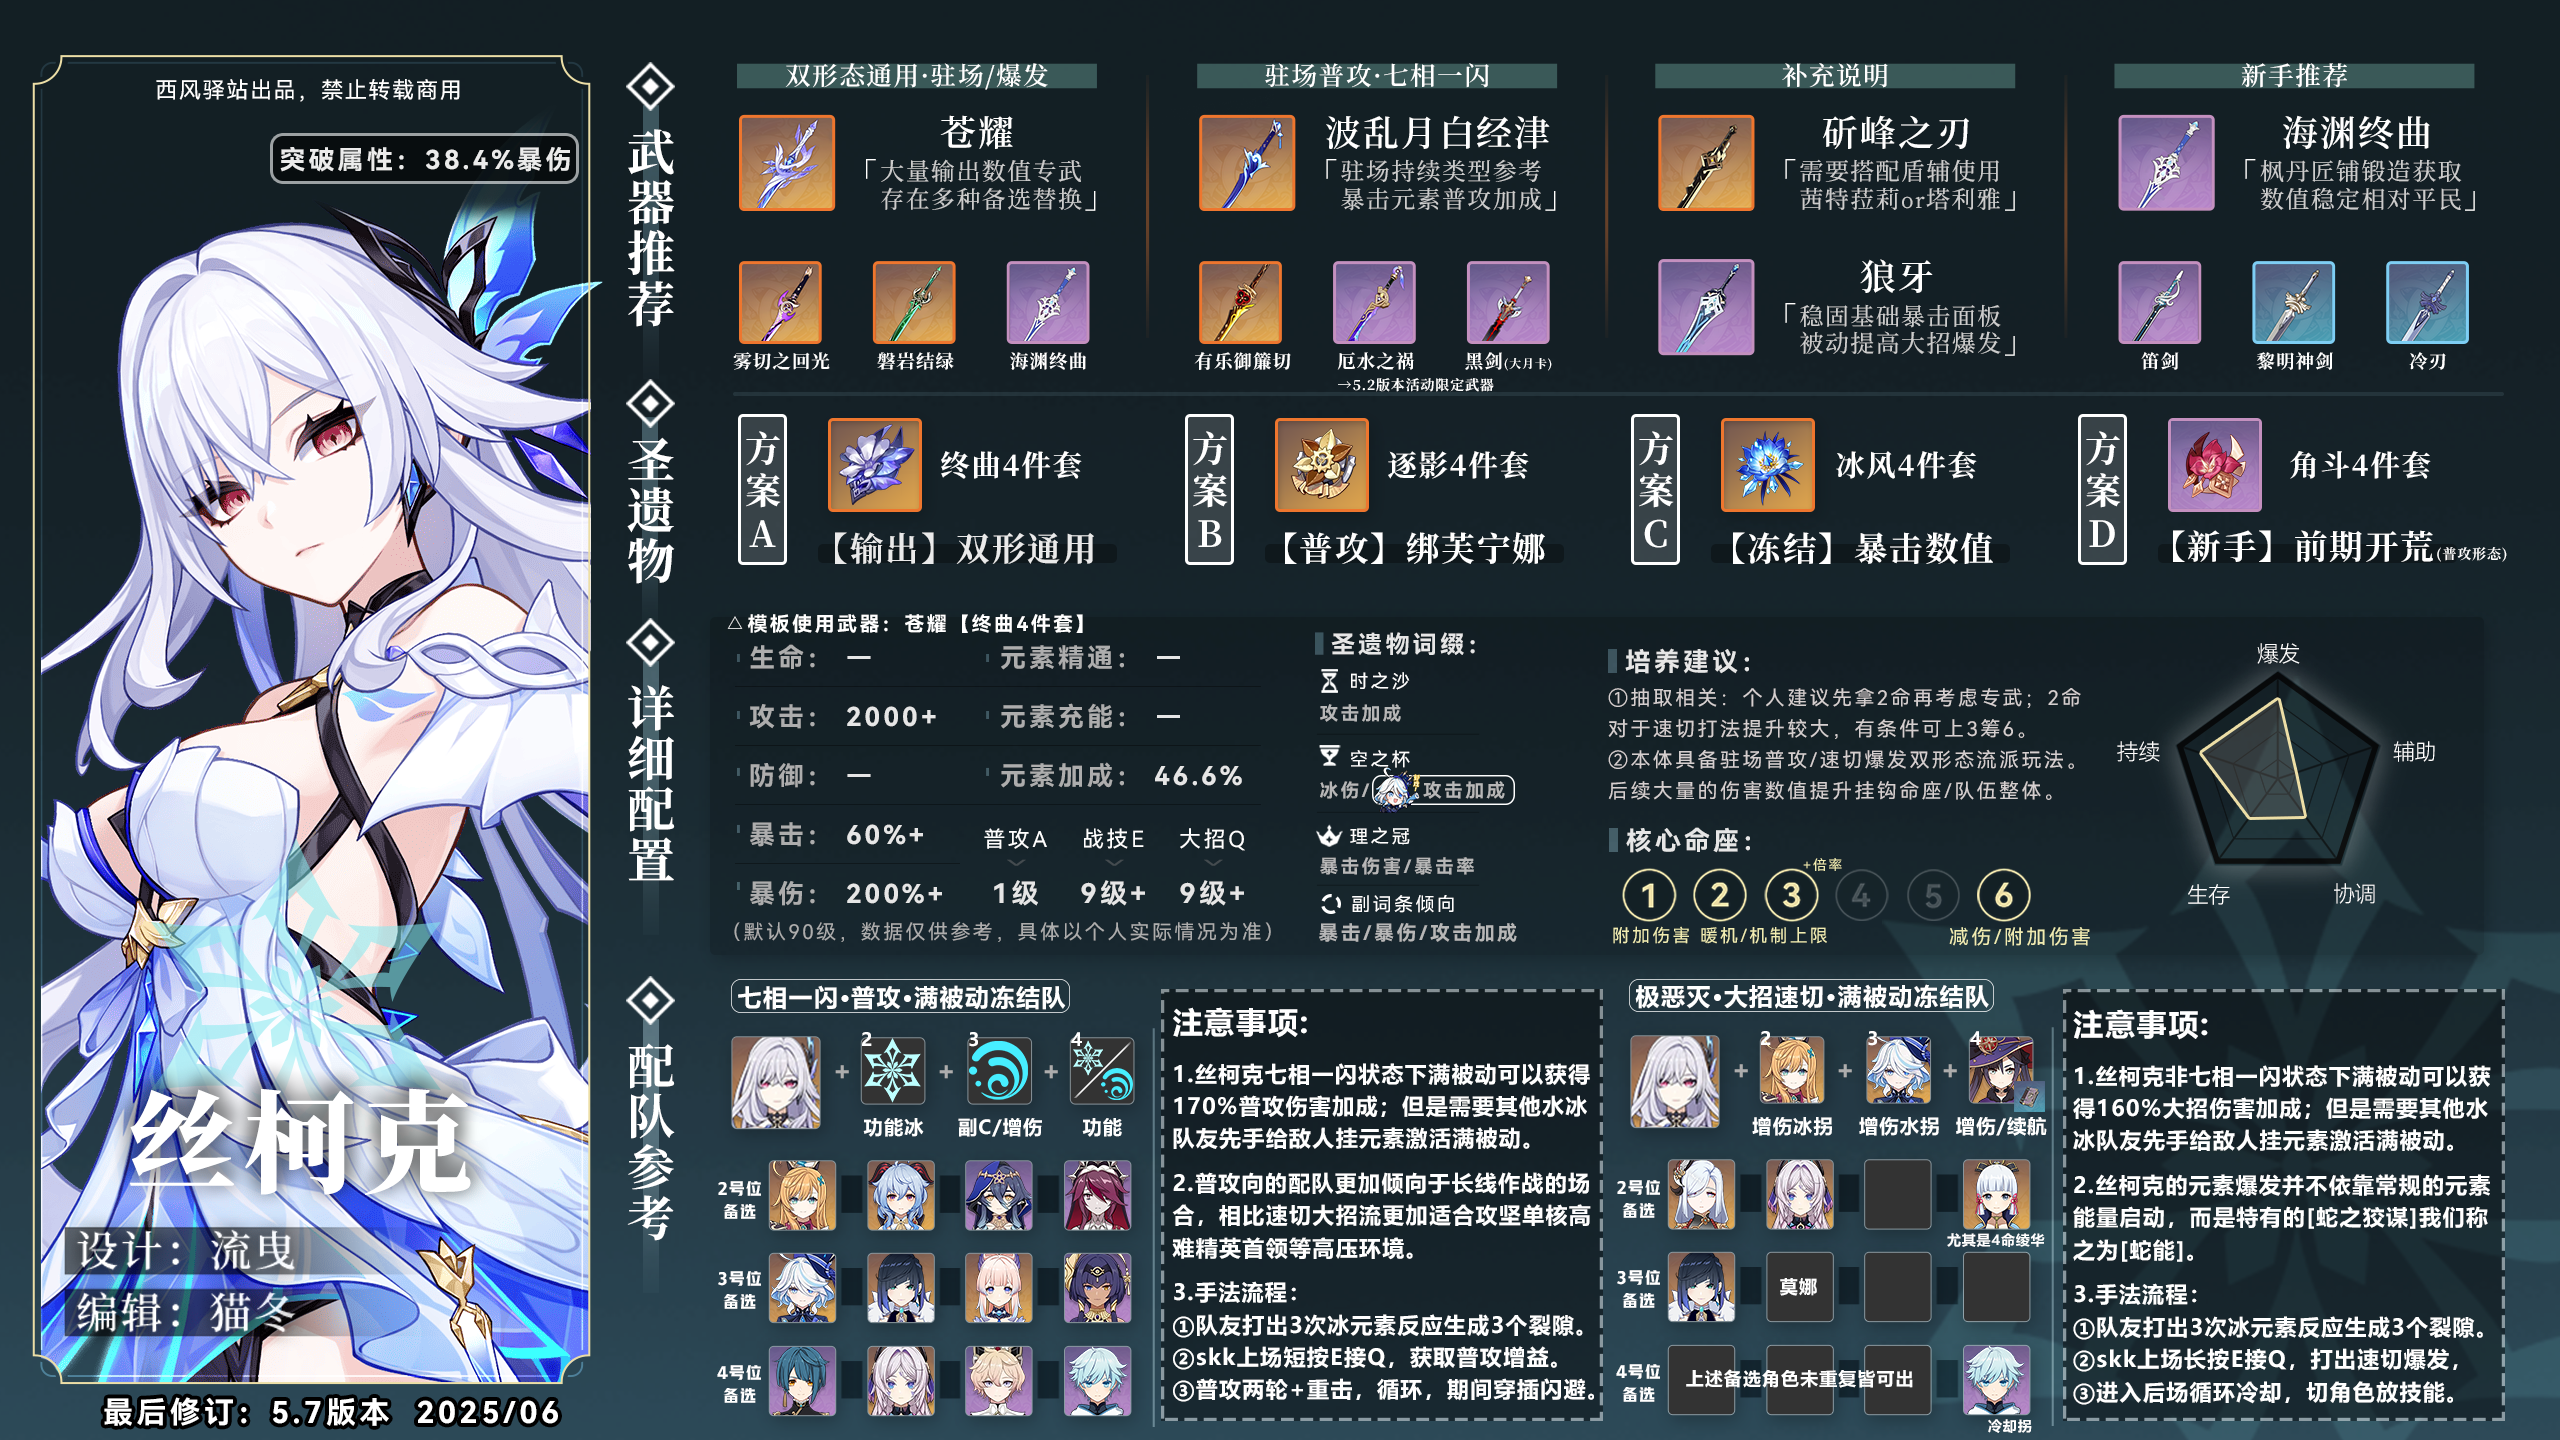 西风驿站出品，禁止转载商用
突破属性：38.4%暴伤
丝柯克
设计：流曳
编辑：猫冬
最后修订：5.7版本 2025/06
武器推荐
双形态通用·驻场/爆发
苍耀
「大量输出数值专武
存在多种备选替换」
雾切之回光
磐岩结绿
海渊终曲
驻场普攻·七相一闪
波乱月白经津
「驻场持续类型参考
暴击元素普攻加成」
有乐御簾切
厄水之祸
黑剑(大月卡)
→5.2版本活动限定武器
补充说明
斫峰之刃
「需要搭配盾辅使用
茜特菈莉or塔利雅」
狼牙
「稳固基础暴击面板
被动提高大招爆发」
新手推荐
海渊终曲
「枫丹匠铺锻造获取
数值稳定相对平民」
笛剑
黎明神剑
冷刃
圣遗物
方案A
终曲4件套
【输出】双形通用
方案B
逐影4件套
【普攻】绑芙宁娜
方案C
冰风4件套
【冻结】暴击数值
方案D
角斗4件套
【新手】前期开荒(普攻形态)
详细配置
△模板使用武器：苍耀【终曲4件套】
生命：— 元素精通：—
攻击：2000+ 元素充能：—
防御：— 元素加成：46.6%
暴击：60%+ 普攻A 战技E 大招Q
暴伤：200%+ 1级 9级+ 9级+
(默认90级，数据仅供参考，具体以个人实际情况为准)
圣遗物词缀：
时之沙
攻击加成
空之杯
冰伤/攻击加成
理之冠
暴击伤害/暴击率
副词条倾向
暴击/暴伤/攻击加成
培养建议：
①抽取相关：个人建议先拿2命再考虑专武；2命
对于速切打法提升较大，有条件可上3筹6。
②本体具备驻场普攻/速切爆发双形态流派玩法。
后续大量的伤害数值提升挂钩命座/队伍整体。
核心命座：
+倍率
1 2 3 4 5 6
附加伤害 暖机/机制上限 减伤/附加伤害
爆发
持续
辅助
生存
协调
配队参考
七相一闪·普攻·满被动冻结队
+ 2 + 3 + 4
功能冰 副C/增伤 功能
2号位
备选
3号位
备选
4号位
备选
注意事项:
1.丝柯克七相一闪状态下满被动可以获得
170%普攻伤害加成；但是需要其他水冰
队友先手给敌人挂元素激活满被动。
2.普攻向的配队更加倾向于长线作战的场
合，相比速切大招流更加适合攻坚单核高
难精英首领等高压环境。
3.手法流程：
①队友打出3次冰元素反应生成3个裂隙。
②skk上场短按E接Q，获取普攻增益。
③普攻两轮+重击，循环，期间穿插闪避。
极恶灭·大招速切·满被动冻结队
+ 2 + 3 + 4
增伤冰拐 增伤水拐 增伤/续航
2号位
备选
尤其是4命绫华
3号位
备选
莫娜
4号位
备选
上述备选角色未重复皆可出
冷却拐
注意事项:
1.丝柯克非七相一闪状态下满被动可以获
得160%大招伤害加成；但是需要其他水
冰队友先手给敌人挂元素激活满被动。
2.丝柯克的元素爆发并不依靠常规的元素
能量启动，而是特有的[蛇之狡谋]我们称
之为[蛇能]。
3.手法流程：
①队友打出3次冰元素反应生成3个裂隙。
②skk上场长按E接Q，打出速切爆发，
③进入后场循环冷却，切角色放技能。